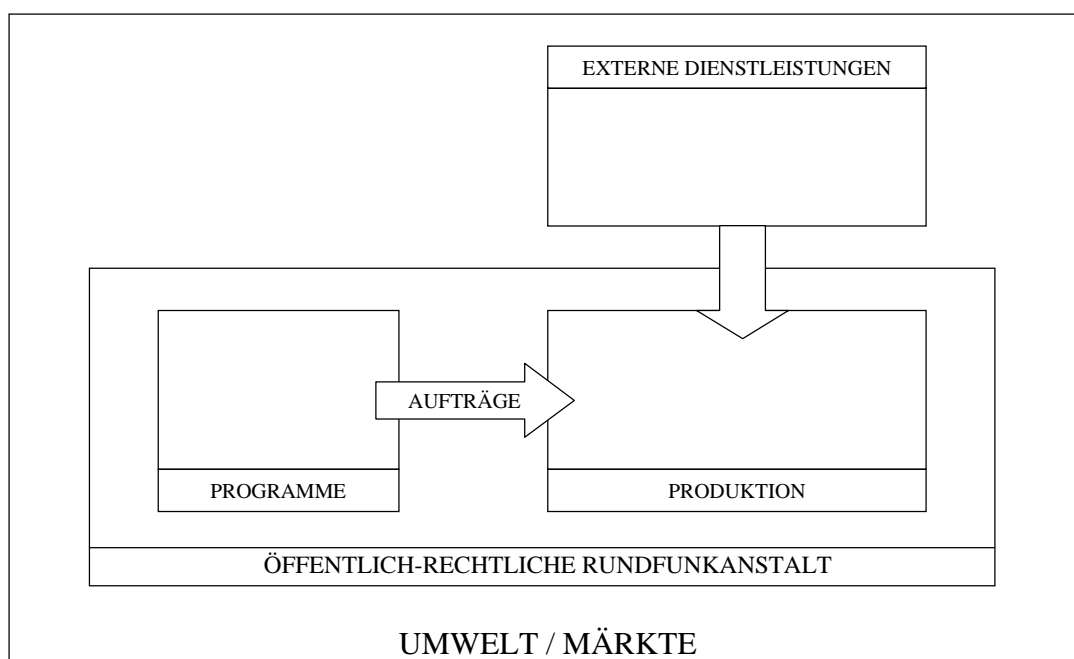 EXTERNE DIENSTLEISTUNGEN
AUFTRÄGE
PROGRAMME
PRODUKTION
ÖFFENTLICH-RECHTLICHE RUNDFUNKANSTALT
UMWELT / MÄRKTE